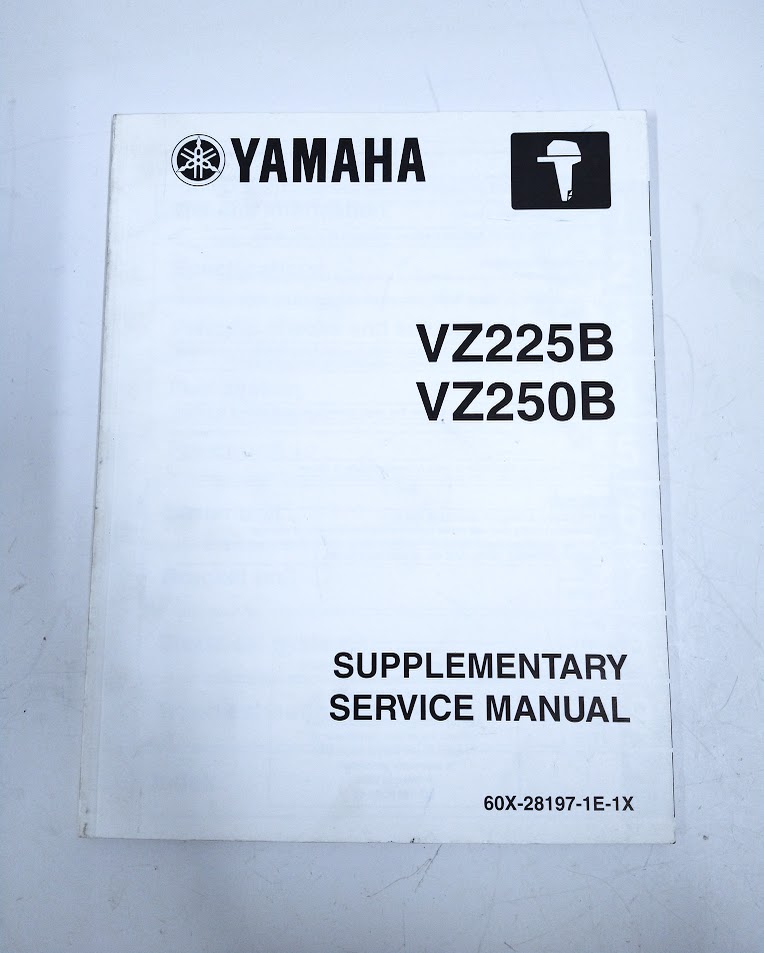 YAMAHA
VZ225B
VZ250B
SUPPLEMENTARY
SERVICE MANUAL
60X-28197-1E-1X